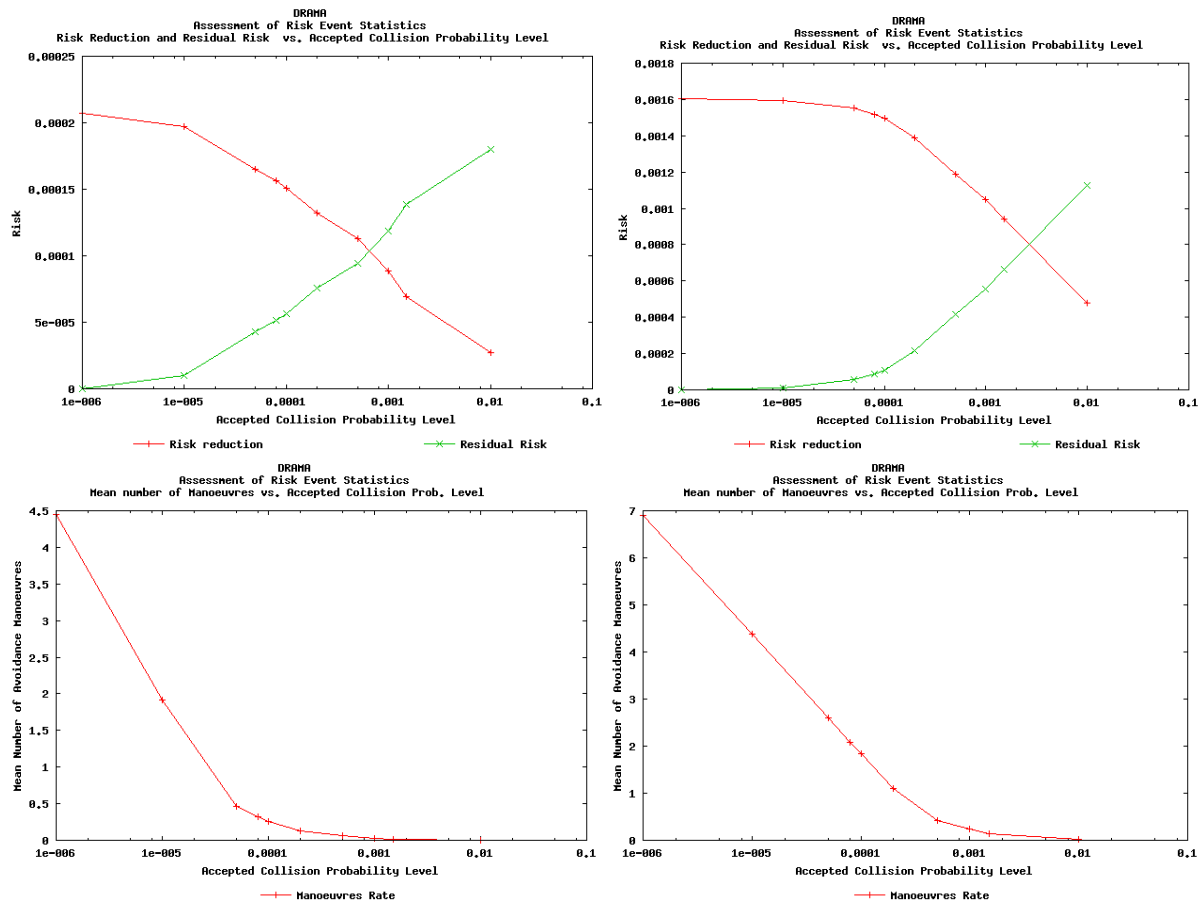 DRAMA
Assessment of Risk Event Statistics
Risk Reduction and Residual Risk  vs. Accepted Collision Probability Level
0.00025
0.0002
0.00015
0.0001
5e-005
0
Risk
1e-006
1e-005
0.0001
0.001
0.01
0.1
Accepted Collision Probability Level
Risk reduction
Residual Risk
DRAMA
Assessment of Risk Event Statistics
Risk Reduction and Residual Risk  vs. Accepted Collision Probability Level
0.0018
0.0016
0.0014
0.0012
0.001
0.0008
0.0006
0.0004
0.0002
0
Risk
1e-006
1e-005
0.0001
0.001
0.01
0.1
Accepted Collision Probability Level
Risk reduction
Residual Risk
DRAMA
Assessment of Risk Event Statistics
Mean number of Manoeuvres vs. Accepted Collision Prob. Level
4.5
4
3.5
3
2.5
2
1.5
1
0.5
0
Mean Number of Avoidance Manoeuvres
1e-006
1e-005
0.0001
0.001
0.01
0.1
Accepted Collision Probability Level
Manoeuvres Rate
DRAMA
Assessment of Risk Event Statistics
Mean number of Manoeuvres vs. Accepted Collision Prob. Level
7
6
5
4
3
2
1
0
Mean Number of Avoidance Manoeuvres
1e-006
1e-005
0.0001
0.001
0.01
0.1
Accepted Collision Probability Level
Manoeuvres Rate